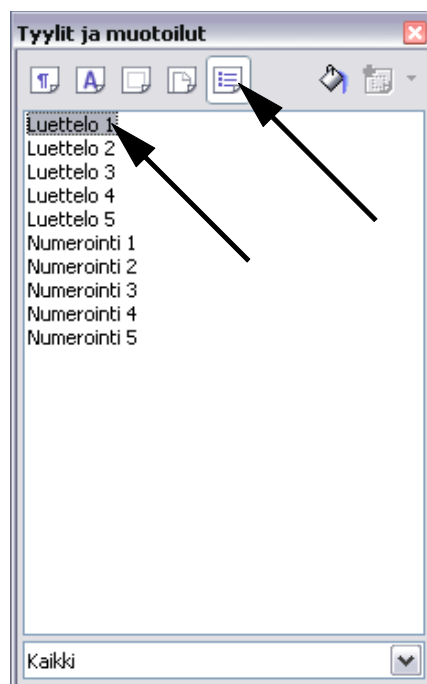 Tyylit ja muotoilut
Luettelo 1
Luettelo 2
Luettelo 3
Luettelo 4
Luettelo 5
Numerointi 1
Numerointi 2
Numerointi 3
Numerointi 4
Numerointi 5
Kaikki